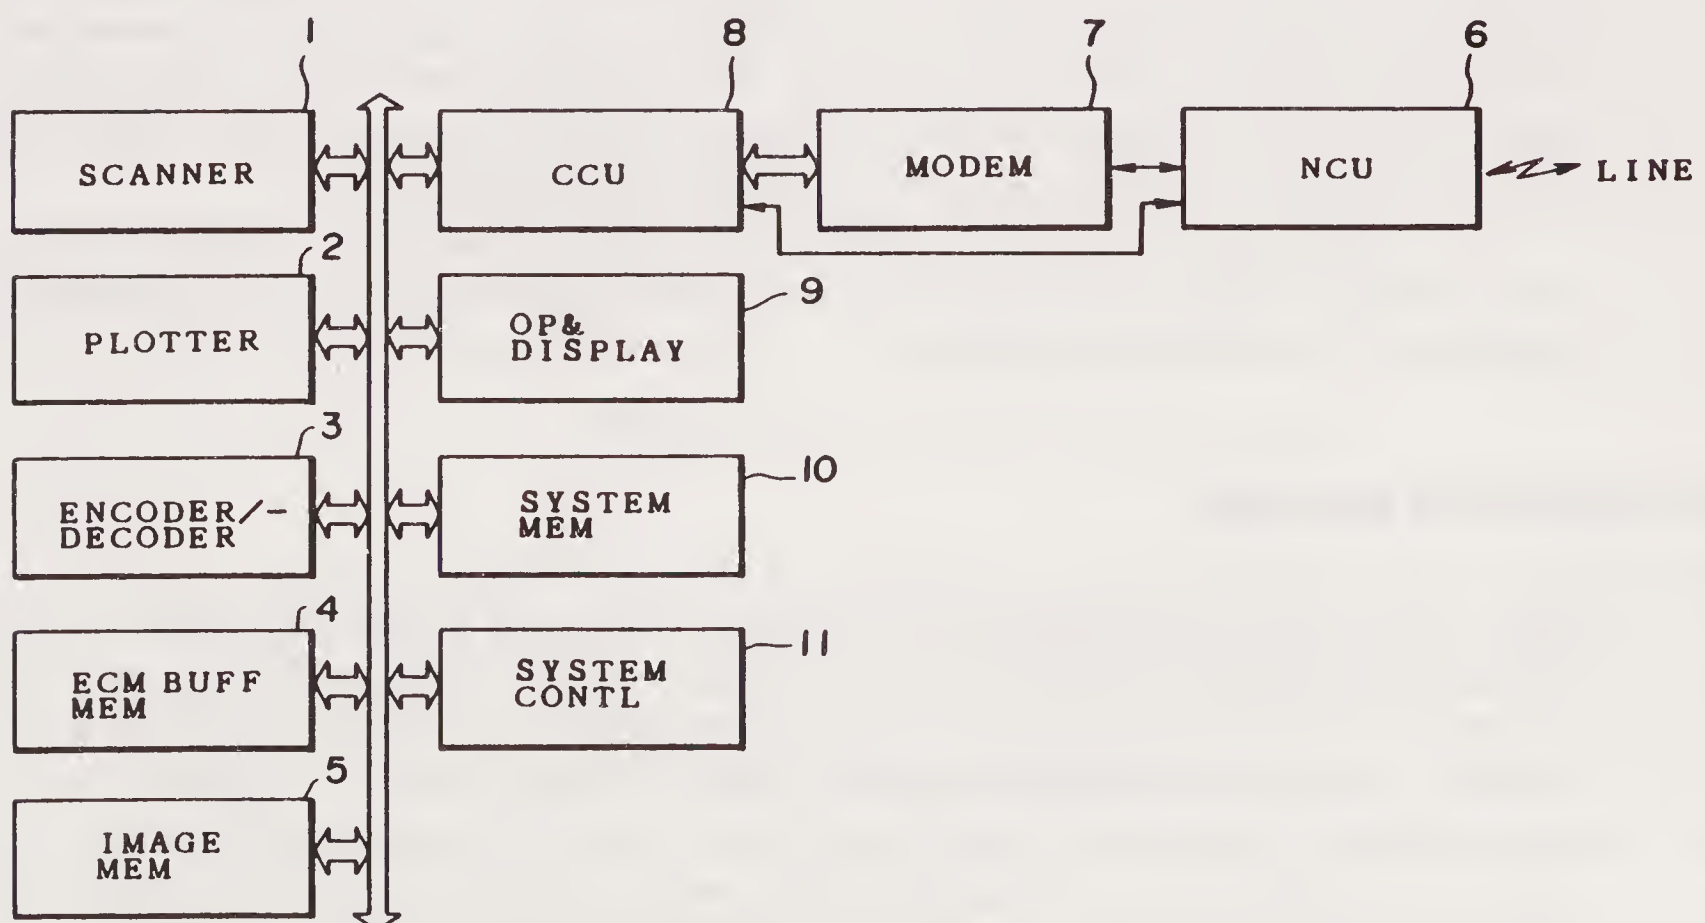 1
SCANNER
8
CCU
7
MODEM
6
NCU
LINE
2
PLOTTER
9
OP&
DISPLAY
3
ENCODER/-
DECODER
10
SYSTEM
MEM
4
ECM BUFF
MEM
11
SYSTEM
CONTL
5
IMAGE
MEM